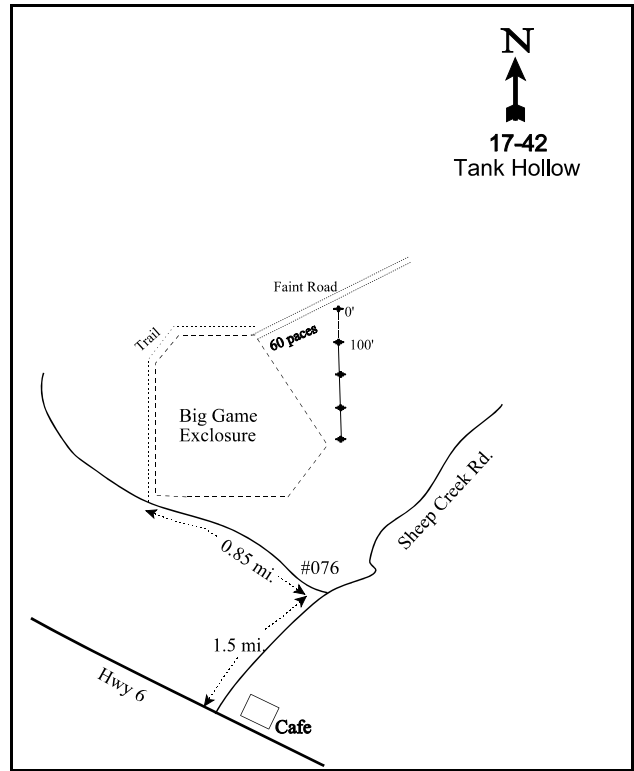 N
17-42
Tank Hollow
Faint Road
0'
60 paces
100'
Trail
Big Game
Exclosure
Sheep Creek Rd.
0.85 mi.
#076
1.5 mi.
Hwy 6
Cafe